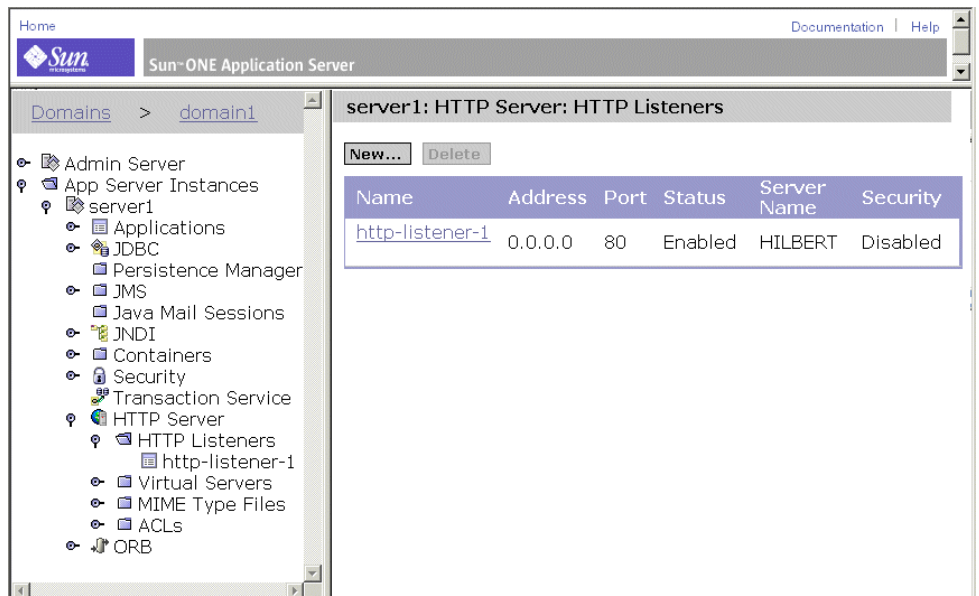 Home
Documentation | Help
Sun
microsystems
Sun™ ONE Application Server
Domains > domain1
Admin Server
App Server Instances
server1
Applications
JDBC
Persistence Manager
JMS
Java Mail Sessions
JNDI
Containers
Security
Transaction Service
HTTP Server
HTTP Listeners
http-listener-1
Virtual Servers
MIME Type Files
ACLs
ORB
server1: HTTP Server: HTTP Listeners
New... Delete
Name Address Port Status Server Name Security
http-listener-1 0.0.0.0 80 Enabled HILBERT Disabled